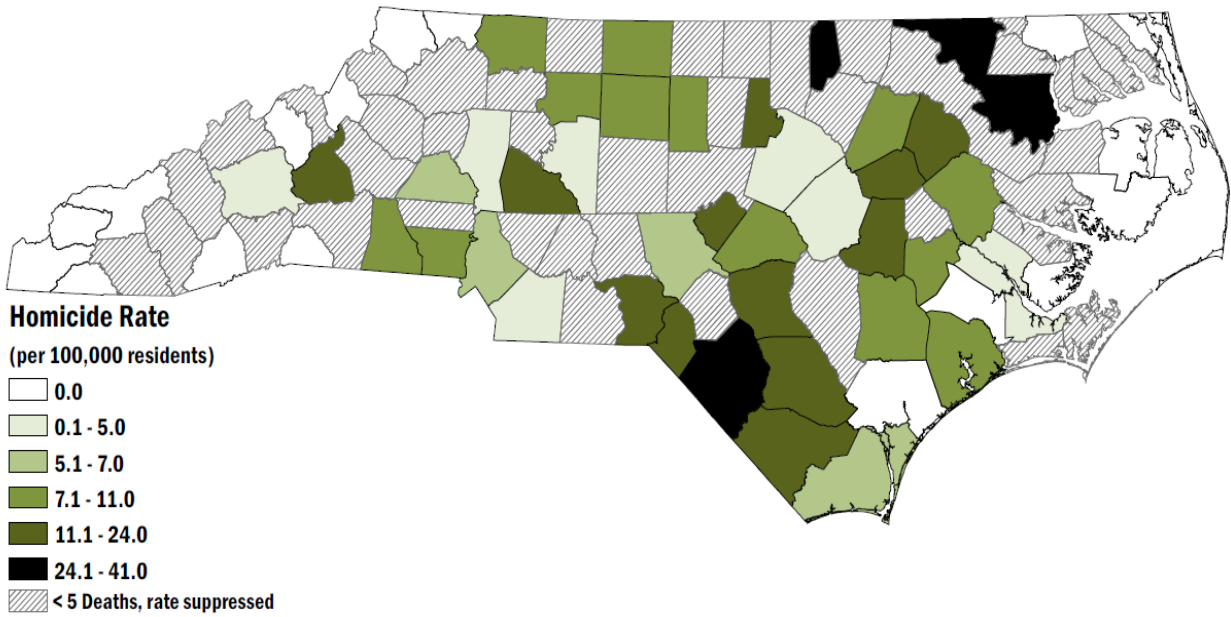 Homicide Rate
(per 100,000 residents)
0.0
0.1 - 5.0
5.1 - 7.0
7.1 - 11.0
11.1 - 24.0
24.1 - 41.0
< 5 Deaths, rate suppressed